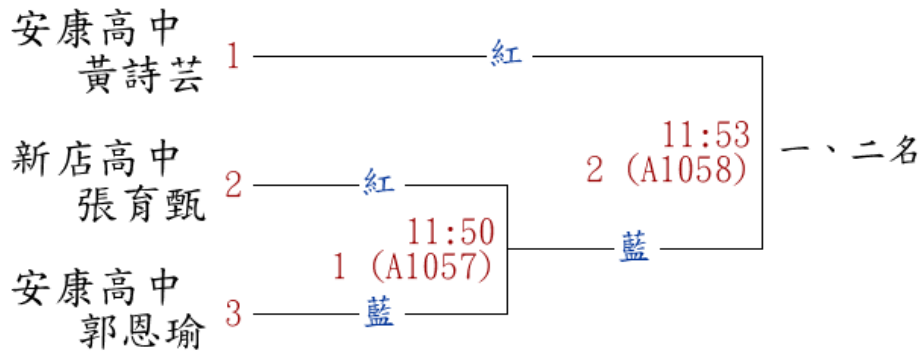 安康高中
黃詩芸 1
紅
11:53
2 (A1058)
一、二名
新店高中
張育甄 2
紅
11:50
1 (A1057)
藍
安康高中
郭恩瑜 3
藍